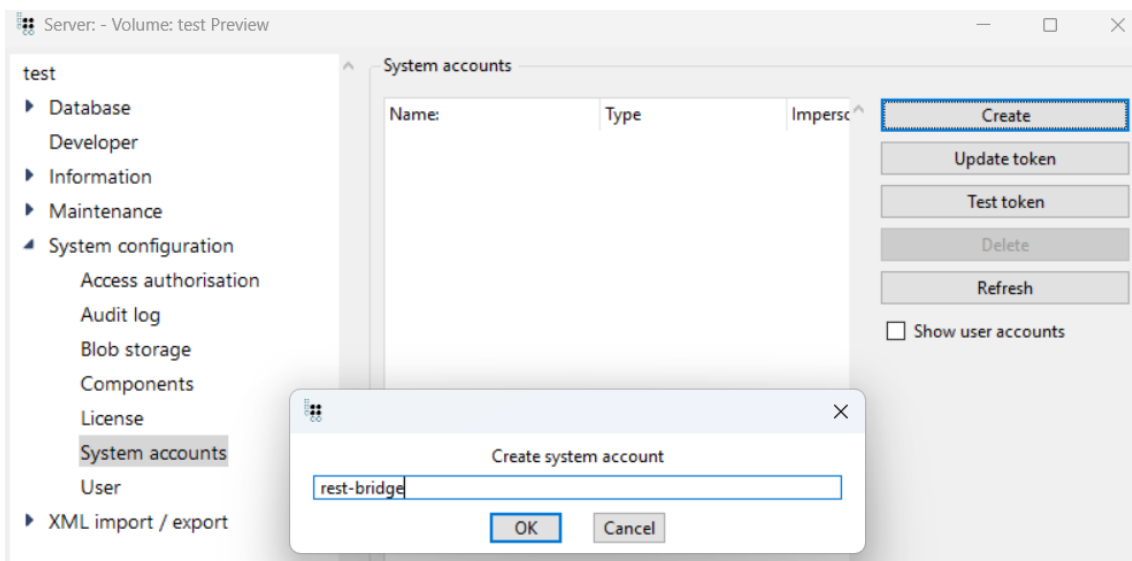 Server: - Volume: test Preview
test
Database
Developer
Information
Maintenance
System configuration
Access authorisation
Audit log
Blob storage
Components
License
System accounts
User
XML import / export
System accounts
Name: Type Imperso
Create
Update token
Test token
Delete
Refresh
Show user accounts
Create system account
rest-bridge
OK Cancel